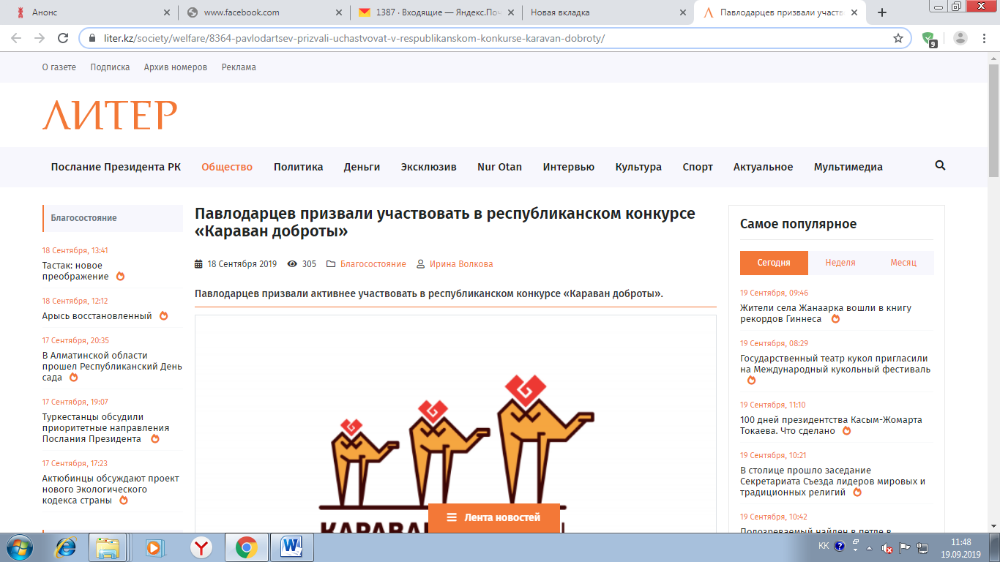 Анонс
www.facebook.com
1387 · Входящие — Яндекс.Поч
Новая вкладка
Павлодарцев призвали участв
liter.kz/society/welfare/8364-pavlodartsev-prizvali-uchastvovat-v-respublikanskom-konkurse-karavan-dobroty/
9
О газете Подписка Архив номеров Реклама
ЛИТЕР
Послание Президента РК Общество Политика Деньги Эксклюзив Nur Otan Интервью Культура Спорт Актуальное Мультимедиа
Благосостояние
18 Сентября, 13:41
Тастак: новое
преображение
18 Сентября, 12:12
Арысь восстановленный
17 Сентября, 20:35
В Алматинской области
прошел Республиканский День
сада
17 Сентября, 19:07
Туркестанцы обсудили
приоритетные направления
Послания Президента
17 Сентября, 17:23
Актюбинцы обсуждают проект
нового Экологического
кодекса страны
Павлодарцев призвали участвовать в республиканском конкурсе
«Караван доброты»
18 Сентября 2019 305 Благосостояние Ирина Волкова
Павлодарцев призвали активнее участвовать в республиканском конкурсе «Караван доброты».
Лента новостей
Самое популярное
Сегодня Неделя Месяц
19 Сентября, 09:46
Жители села Жанаарка вошли в книгу
рекордов Гиннеса
19 Сентября, 08:29
Государственный театр кукол пригласили
на Международный кукольный фестиваль
19 Сентября, 11:10
100 дней президентства Касым-Жомарта
Токаева. Что сделано
19 Сентября, 10:21
В столице прошло заседание
Секретариата Съезда лидеров мировых и
традиционных религий
19 Сентября, 10:42
Подозреваемый найден в петле в
KK
11:48
19.09.2019